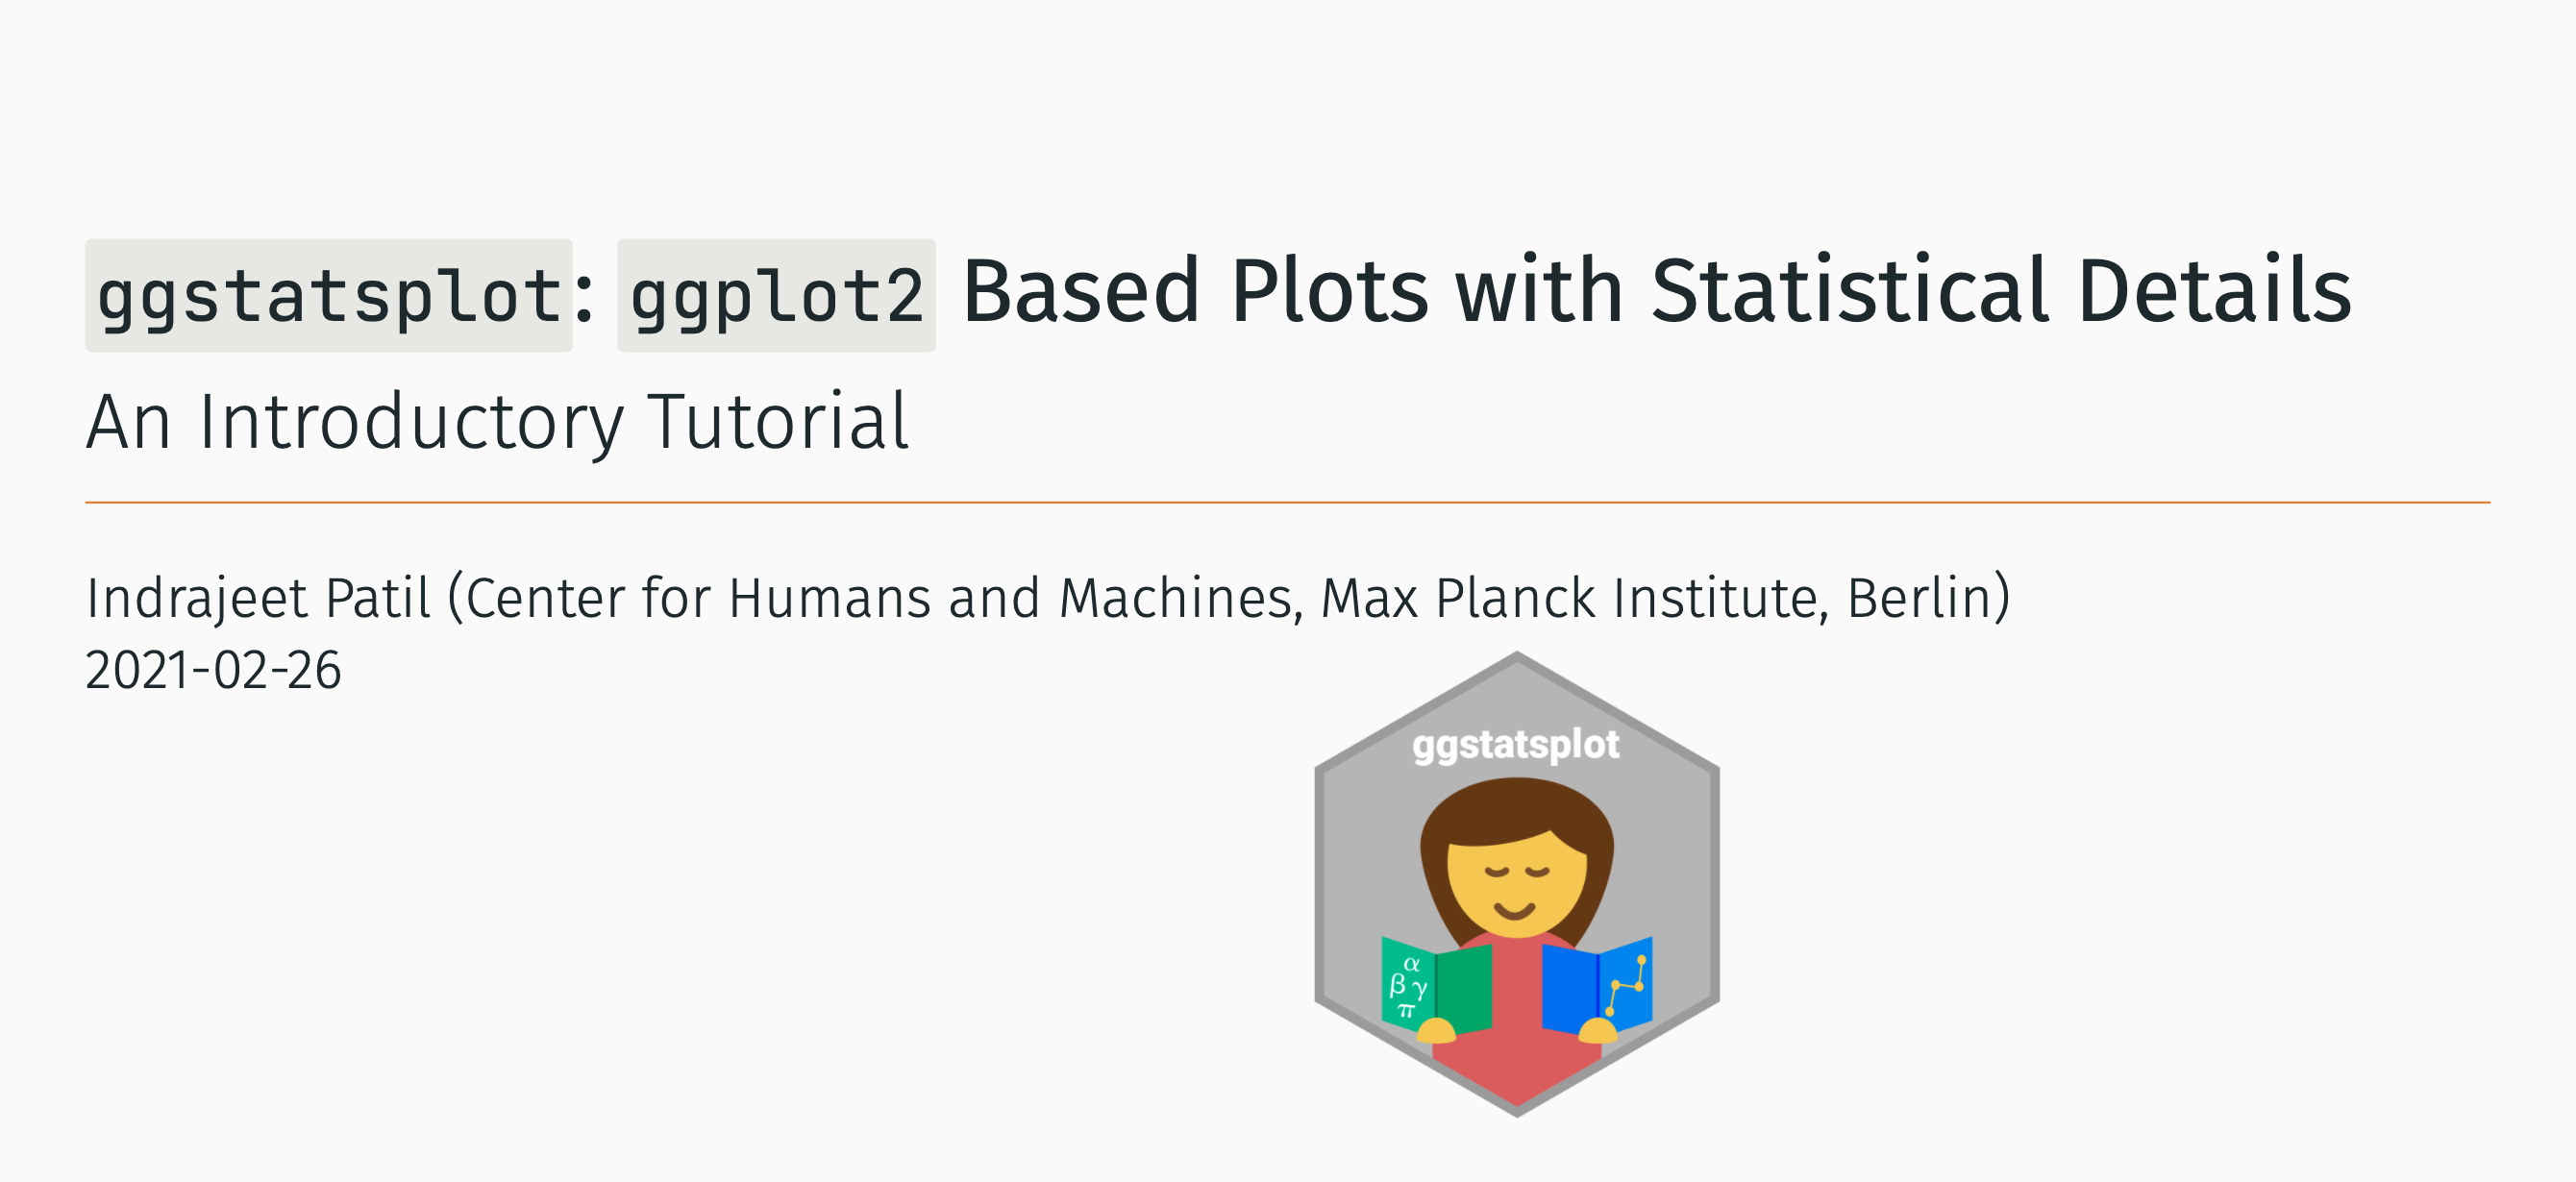 ggstatsplot: ggplot2 Based Plots with Statistical Details
An Introductory Tutorial
Indrajeet Patil (Center for Humans and Machines, Max Planck Institute, Berlin)
2021-02-26
ggstatsplot
α
β γ
π